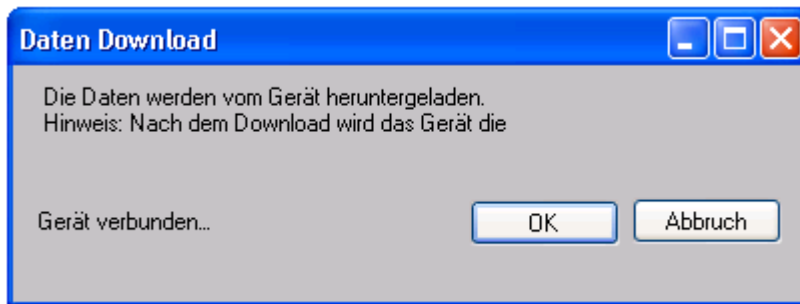 Daten Download
Die Daten werden vom Gerät heruntergeladen.
Hinweis: Nach dem Download wird das Gerät die
Gerät verbunden...
OK
Abbruch